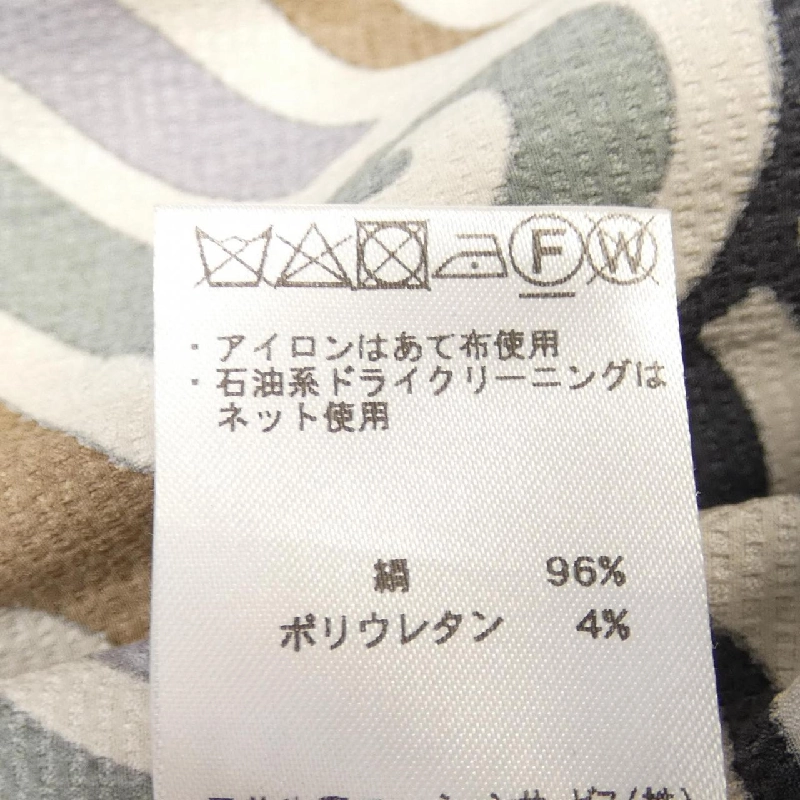 F W
・アイロンはあて布使用
・石油系ドライクリーニングは
ネット使用
絹 96%
ポリウレタン 4%